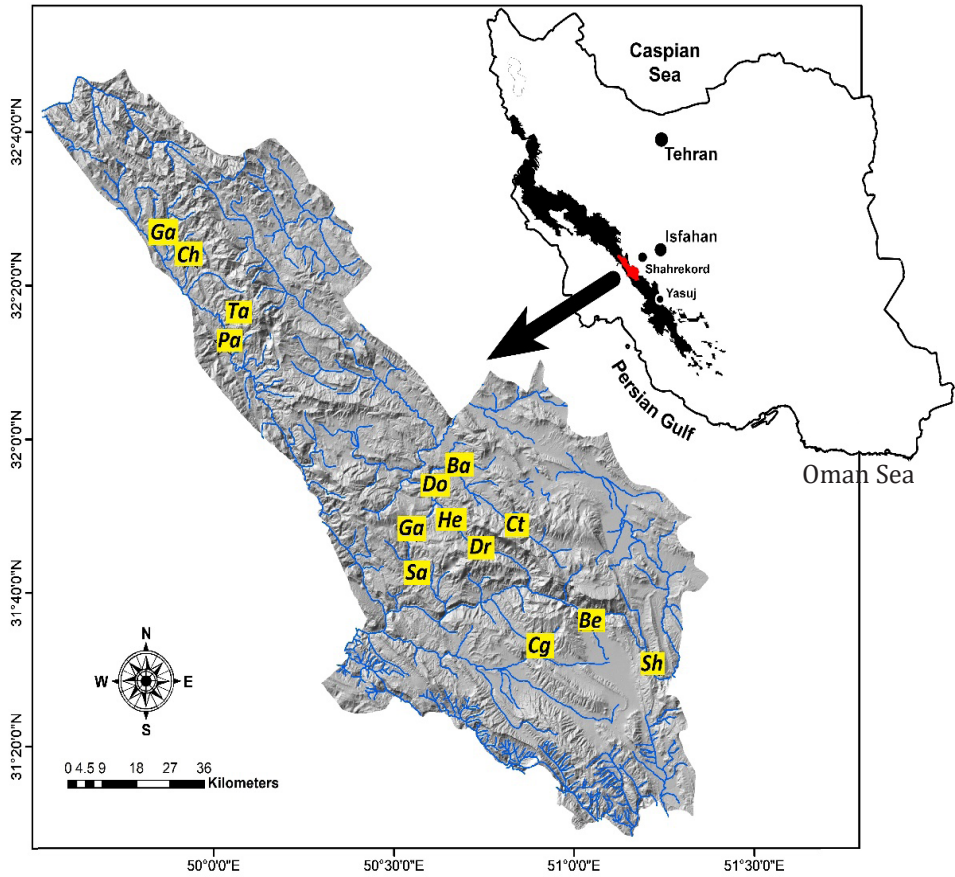 Caspian
Sea
Tehran
Isfahan
Shahrekord
Yasuj
Persian Gulf
Oman Sea
32°40'0"N
32°20'0"N
32°0'0"N
31°40'0"N
31°20'0"N
Ga
Ch
Ta
Pa
Ba
Do
He
Ga
Ct
Dr
Sa
Be
Cg
Sh
N
W E
S
0 4.5 9 18 27 36
Kilometers
50°0'0"E 50°30'0"E 51°0'0"E 51°30'0"E